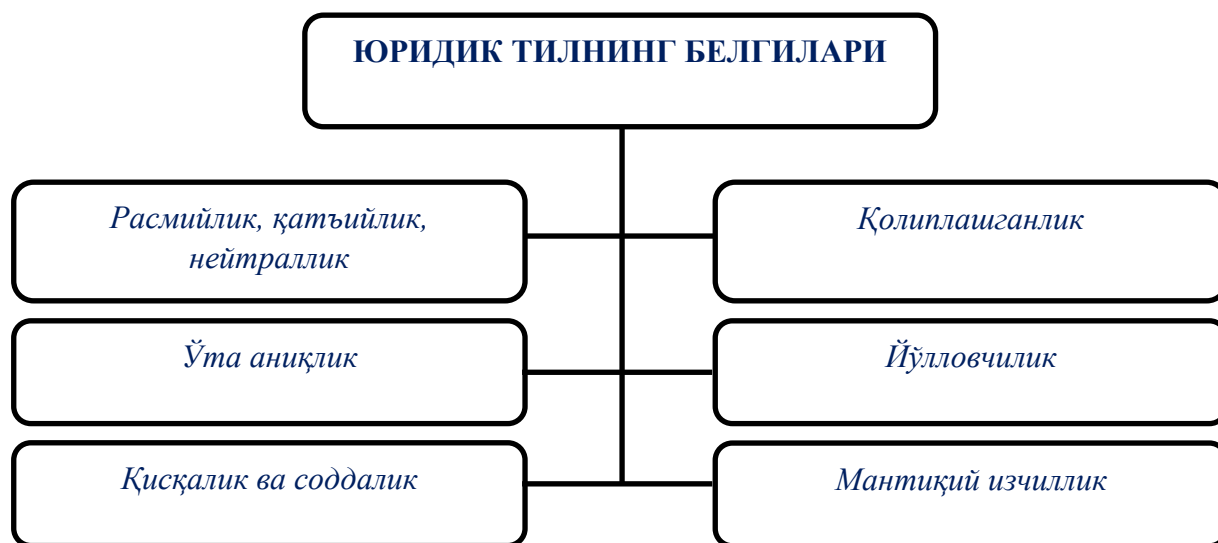 ЮРИДИК ТИЛНИНГ БЕЛГИЛАРИ
Расмийлик, қатъийлик,
нейтраллик
Қолиплашганлик
Ўта аниқлик
Йўлловчилик
Қисқалик ва соддалик
Мантиқий изчиллик